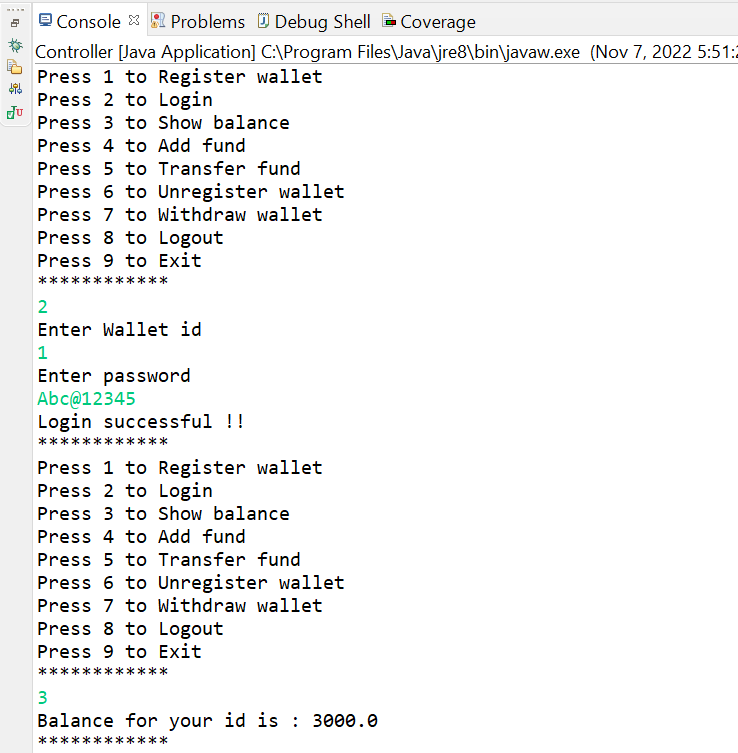 Console Problems Debug Shell Coverage
Controller [Java Application] C:\Program Files\Java\jre8\bin\javaw.exe (Nov 7, 2022 5:51:2
Press 1 to Register wallet
Press 2 to Login
Press 3 to Show balance
Press 4 to Add fund
Press 5 to Transfer fund
Press 6 to Unregister wallet
Press 7 to Withdraw wallet
Press 8 to Logout
Press 9 to Exit
************
2
Enter Wallet id
1
Enter password
Abc@12345
Login successful !!
************
Press 1 to Register wallet
Press 2 to Login
Press 3 to Show balance
Press 4 to Add fund
Press 5 to Transfer fund
Press 6 to Unregister wallet
Press 7 to Withdraw wallet
Press 8 to Logout
Press 9 to Exit
************
3
Balance for your id is : 3000.0
************